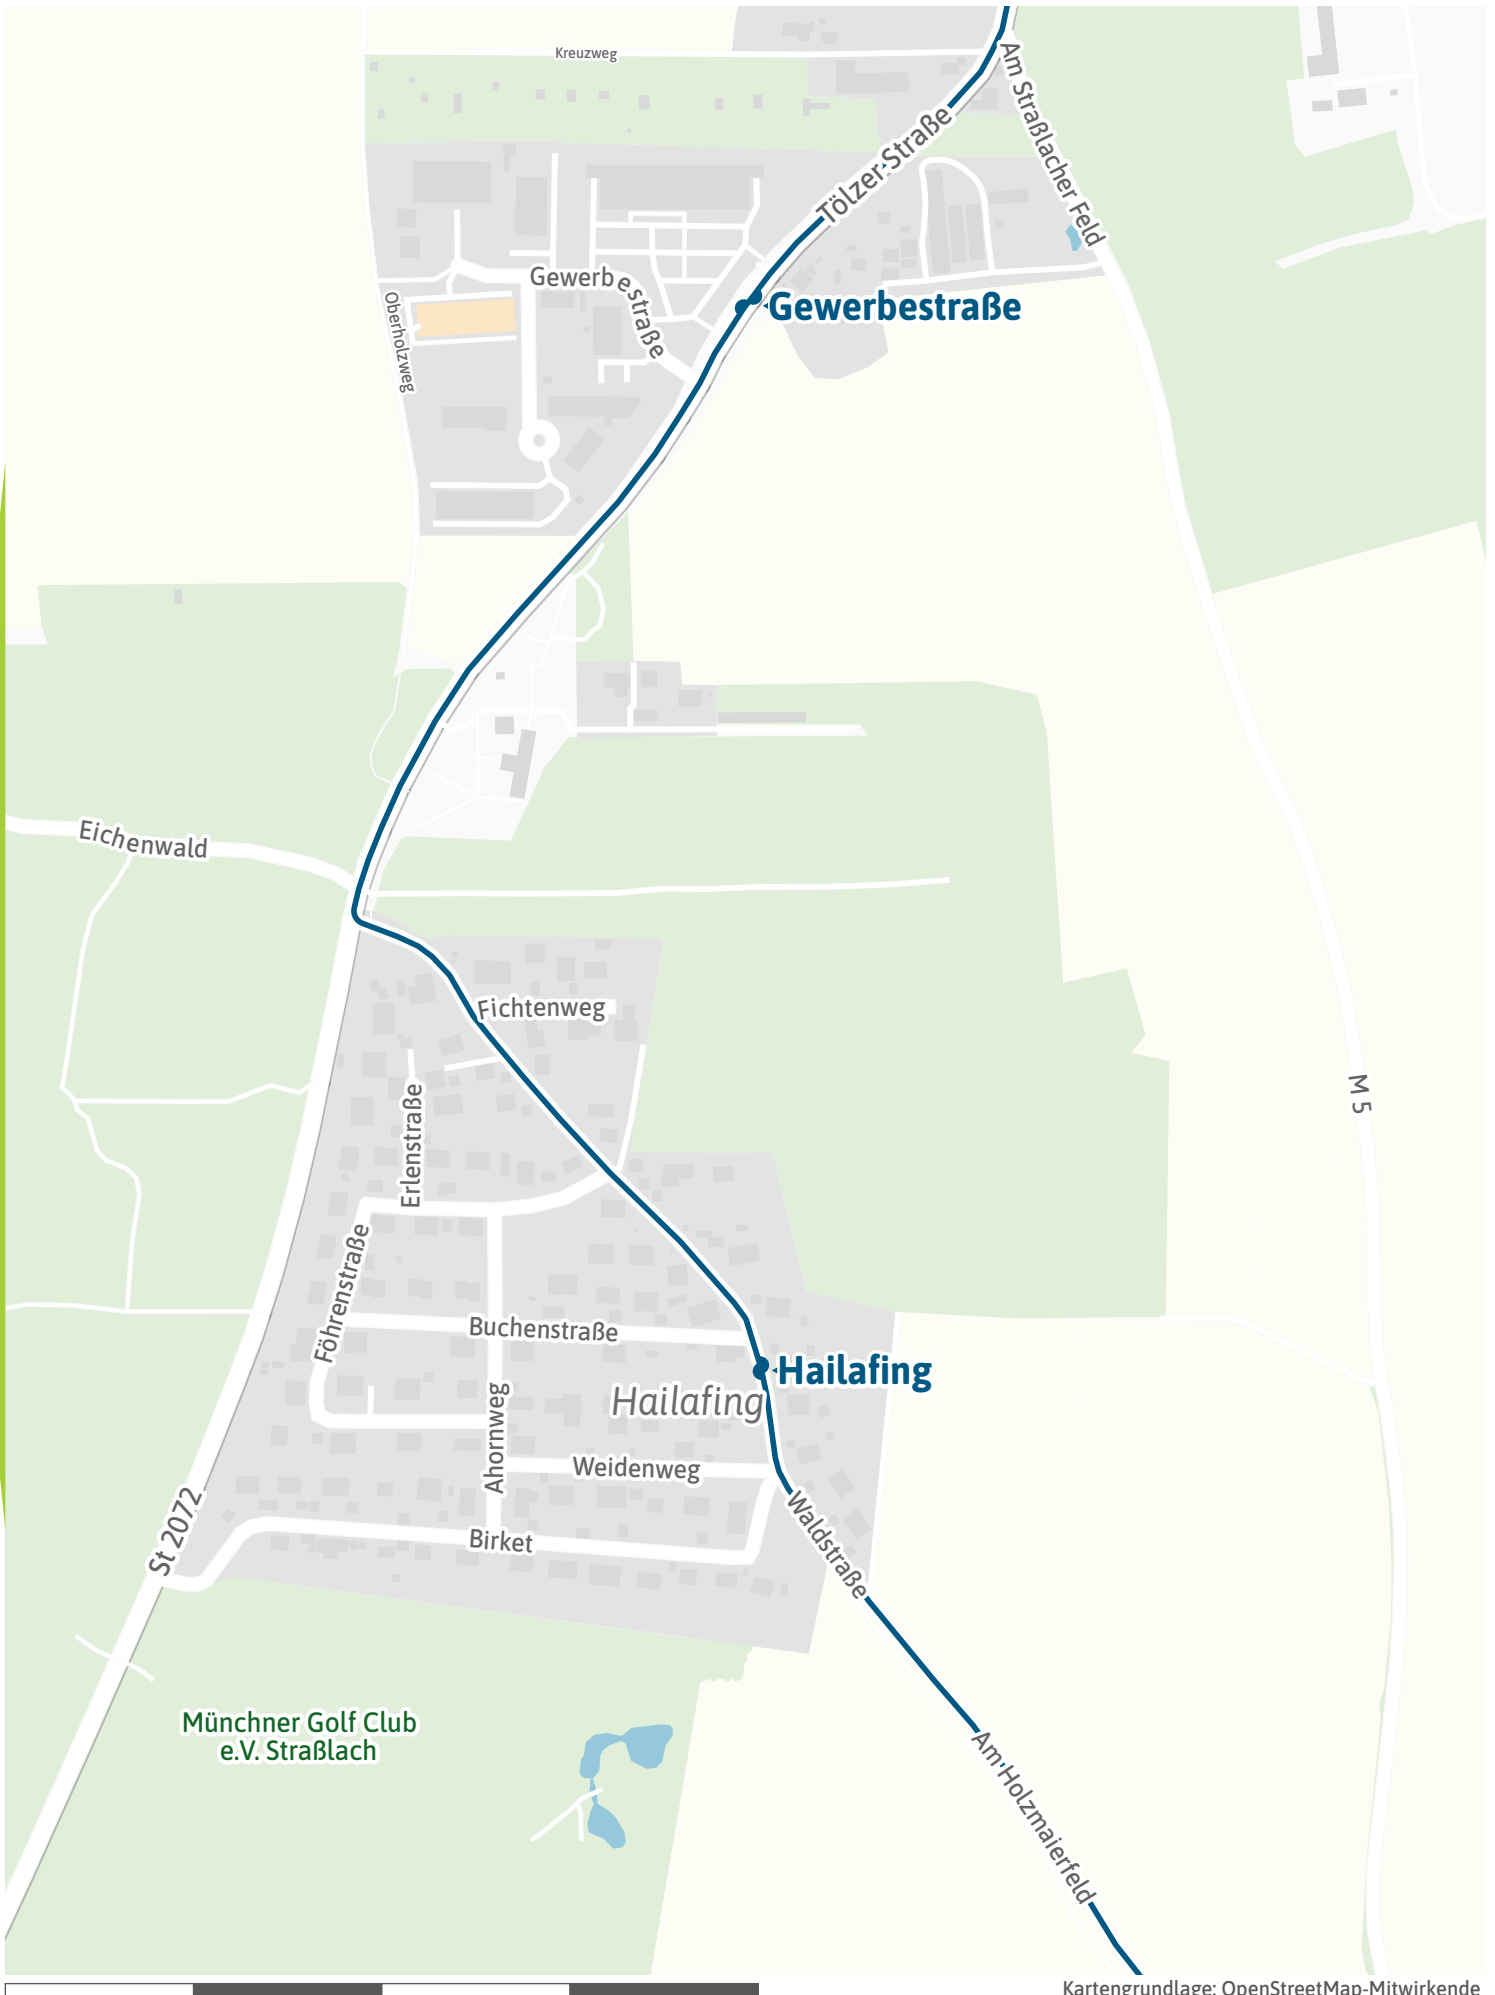 Kreuzweg
Am Straßlacher Feld
Tölzer Straße
Gewerbestraße
Gewerbestraße
Oberholzweg
Eichenwald
Fichtenweg
M 5
Erlenstraße
Föhrenstraße
Buchenstraße
Hailafing
Hailafing
Ahornweg
Weidenweg
St 2072
Waldstraße
Birket
Münchner Golf Club
e.V. Straßlach
Am Holzmaierfeld
Kartengrundlage: OpenStreetMap-Mitwirkende